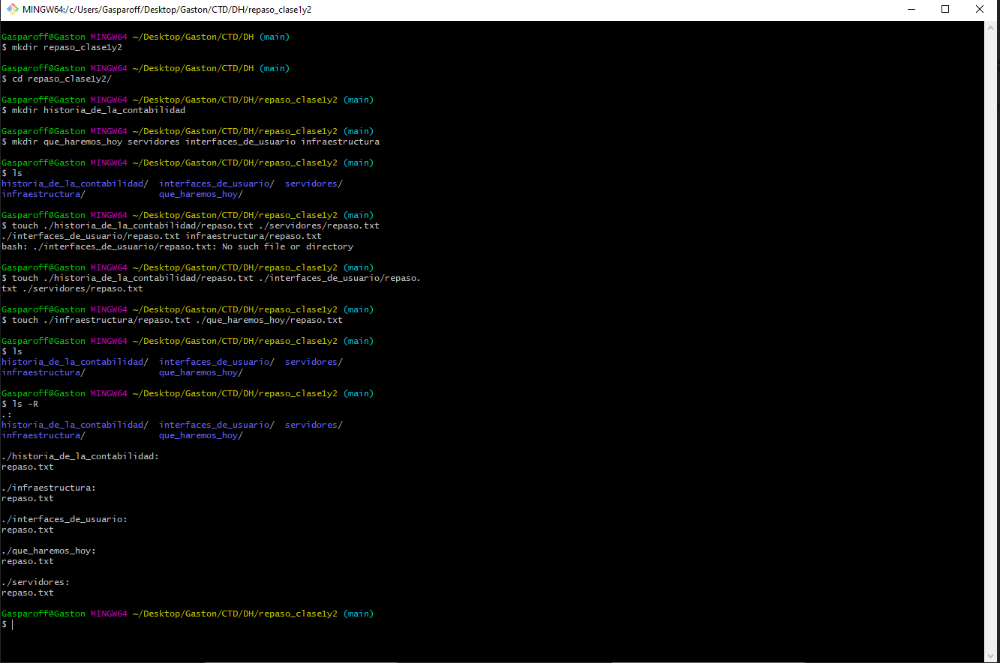 MINGW64:/c/Users/Gasparoff/Desktop/Gaston/CTD/DH/repaso_clase1y2
Gasparoff@Gaston MINGW64 ~/Desktop/Gaston/CTD/DH (main)
$ mkdir repaso_clase1y2
Gasparoff@Gaston MINGW64 ~/Desktop/Gaston/CTD/DH (main)
$ cd repaso_clase1y2/
Gasparoff@Gaston MINGW64 ~/Desktop/Gaston/CTD/DH/repaso_clase1y2 (main)
$ mkdir historia_de_la_contabilidad
Gasparoff@Gaston MINGW64 ~/Desktop/Gaston/CTD/DH/repaso_clase1y2 (main)
$ mkdir que_haremos_hoy servidores interfaces_de_usuario infraestructura
Gasparoff@Gaston MINGW64 ~/Desktop/Gaston/CTD/DH/repaso_clase1y2 (main)
$ ls
historia_de_la_contabilidad/  interfaces_de_usuario/  servidores/
infraestructura/              que_haremos_hoy/
Gasparoff@Gaston MINGW64 ~/Desktop/Gaston/CTD/DH/repaso_clase1y2 (main)
$ touch ./historia_de_la_contabilidad/repaso.txt ./servidores/repaso.txt
./interfaces_de_usuario/repaso.txt infraestructura/repaso.txt
bash: ./interfaces_de_usuario/repaso.txt: No such file or directory
Gasparoff@Gaston MINGW64 ~/Desktop/Gaston/CTD/DH/repaso_clase1y2 (main)
$ touch ./historia_de_la_contabilidad/repaso.txt ./interfaces_de_usuario/repaso.
txt ./servidores/repaso.txt
Gasparoff@Gaston MINGW64 ~/Desktop/Gaston/CTD/DH/repaso_clase1y2 (main)
$ touch ./infraestructura/repaso.txt ./que_haremos_hoy/repaso.txt
Gasparoff@Gaston MINGW64 ~/Desktop/Gaston/CTD/DH/repaso_clase1y2 (main)
$ ls
historia_de_la_contabilidad/  interfaces_de_usuario/  servidores/
infraestructura/              que_haremos_hoy/
Gasparoff@Gaston MINGW64 ~/Desktop/Gaston/CTD/DH/repaso_clase1y2 (main)
$ ls -R
.:
historia_de_la_contabilidad/  interfaces_de_usuario/  servidores/
infraestructura/              que_haremos_hoy/
./historia_de_la_contabilidad:
repaso.txt
./infraestructura:
repaso.txt
./interfaces_de_usuario:
repaso.txt
./que_haremos_hoy:
repaso.txt
./servidores:
repaso.txt
Gasparoff@Gaston MINGW64 ~/Desktop/Gaston/CTD/DH/repaso_clase1y2 (main)
$